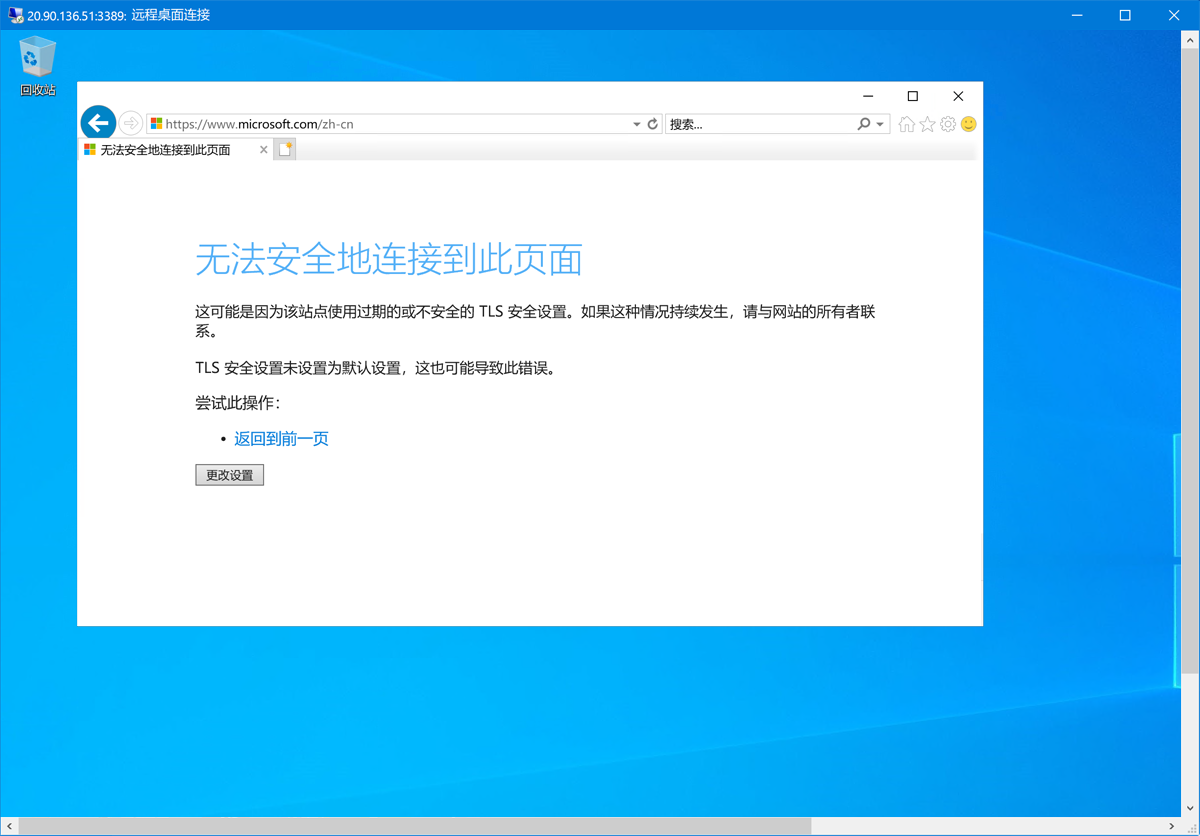 20.90.136.51:3389: 远程桌面连接
回收站
https://www.microsoft.com/zh-cn
搜索...
无法安全地连接到此页面
无法安全地连接到此页面
这可能是因为该站点使用过期的或不安全的 TLS 安全设置。如果这种情况持续发生，请与网站的所有者联
系。
TLS 安全设置未设置为默认设置，这也可能导致此错误。
尝试此操作：
• 返回到前一页
更改设置